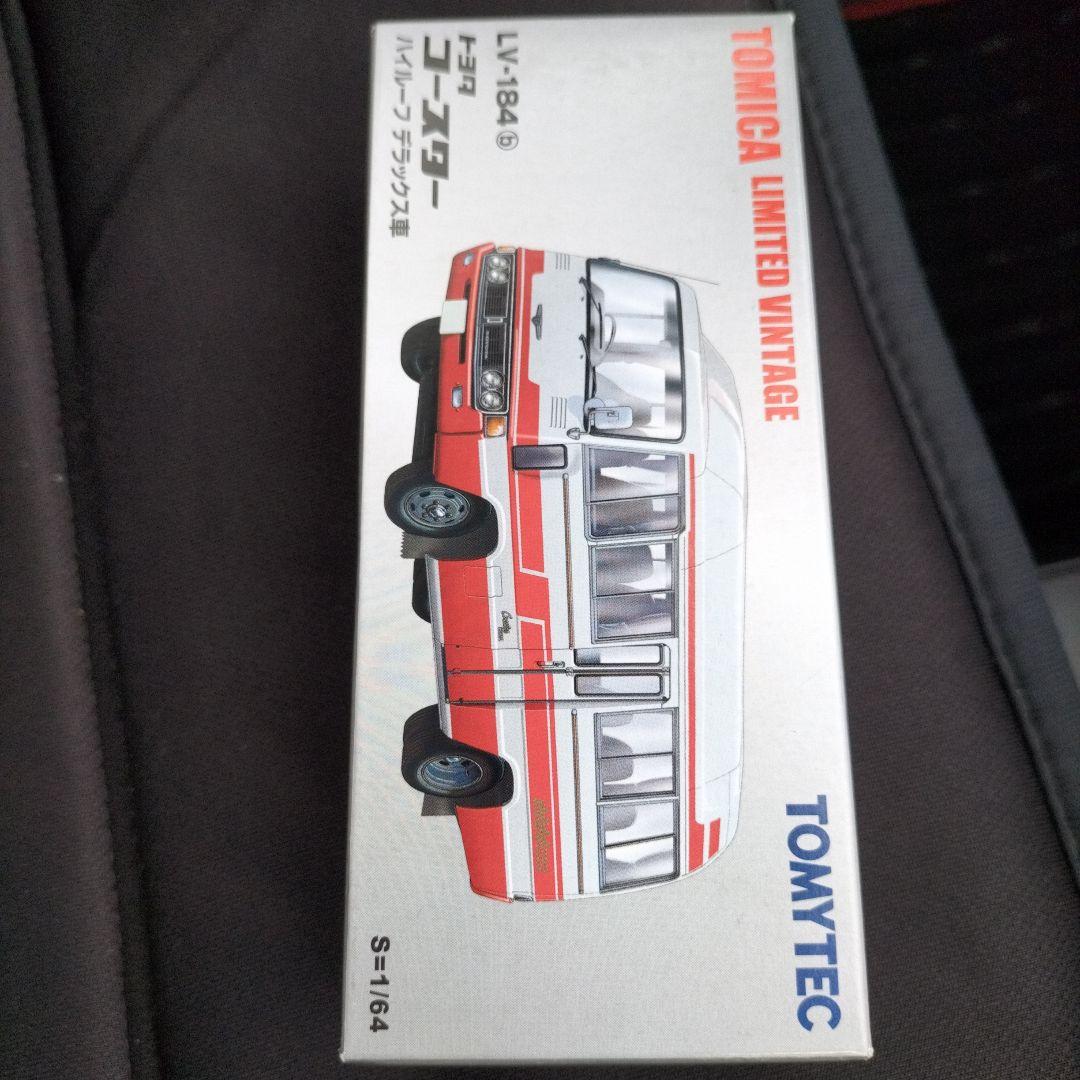 TOMICA LIMITED VINTAGE
LV-184 ⓑ
トヨタ
コースター
ハイルーフ デラックス車
TOMYTEC
S=1/64